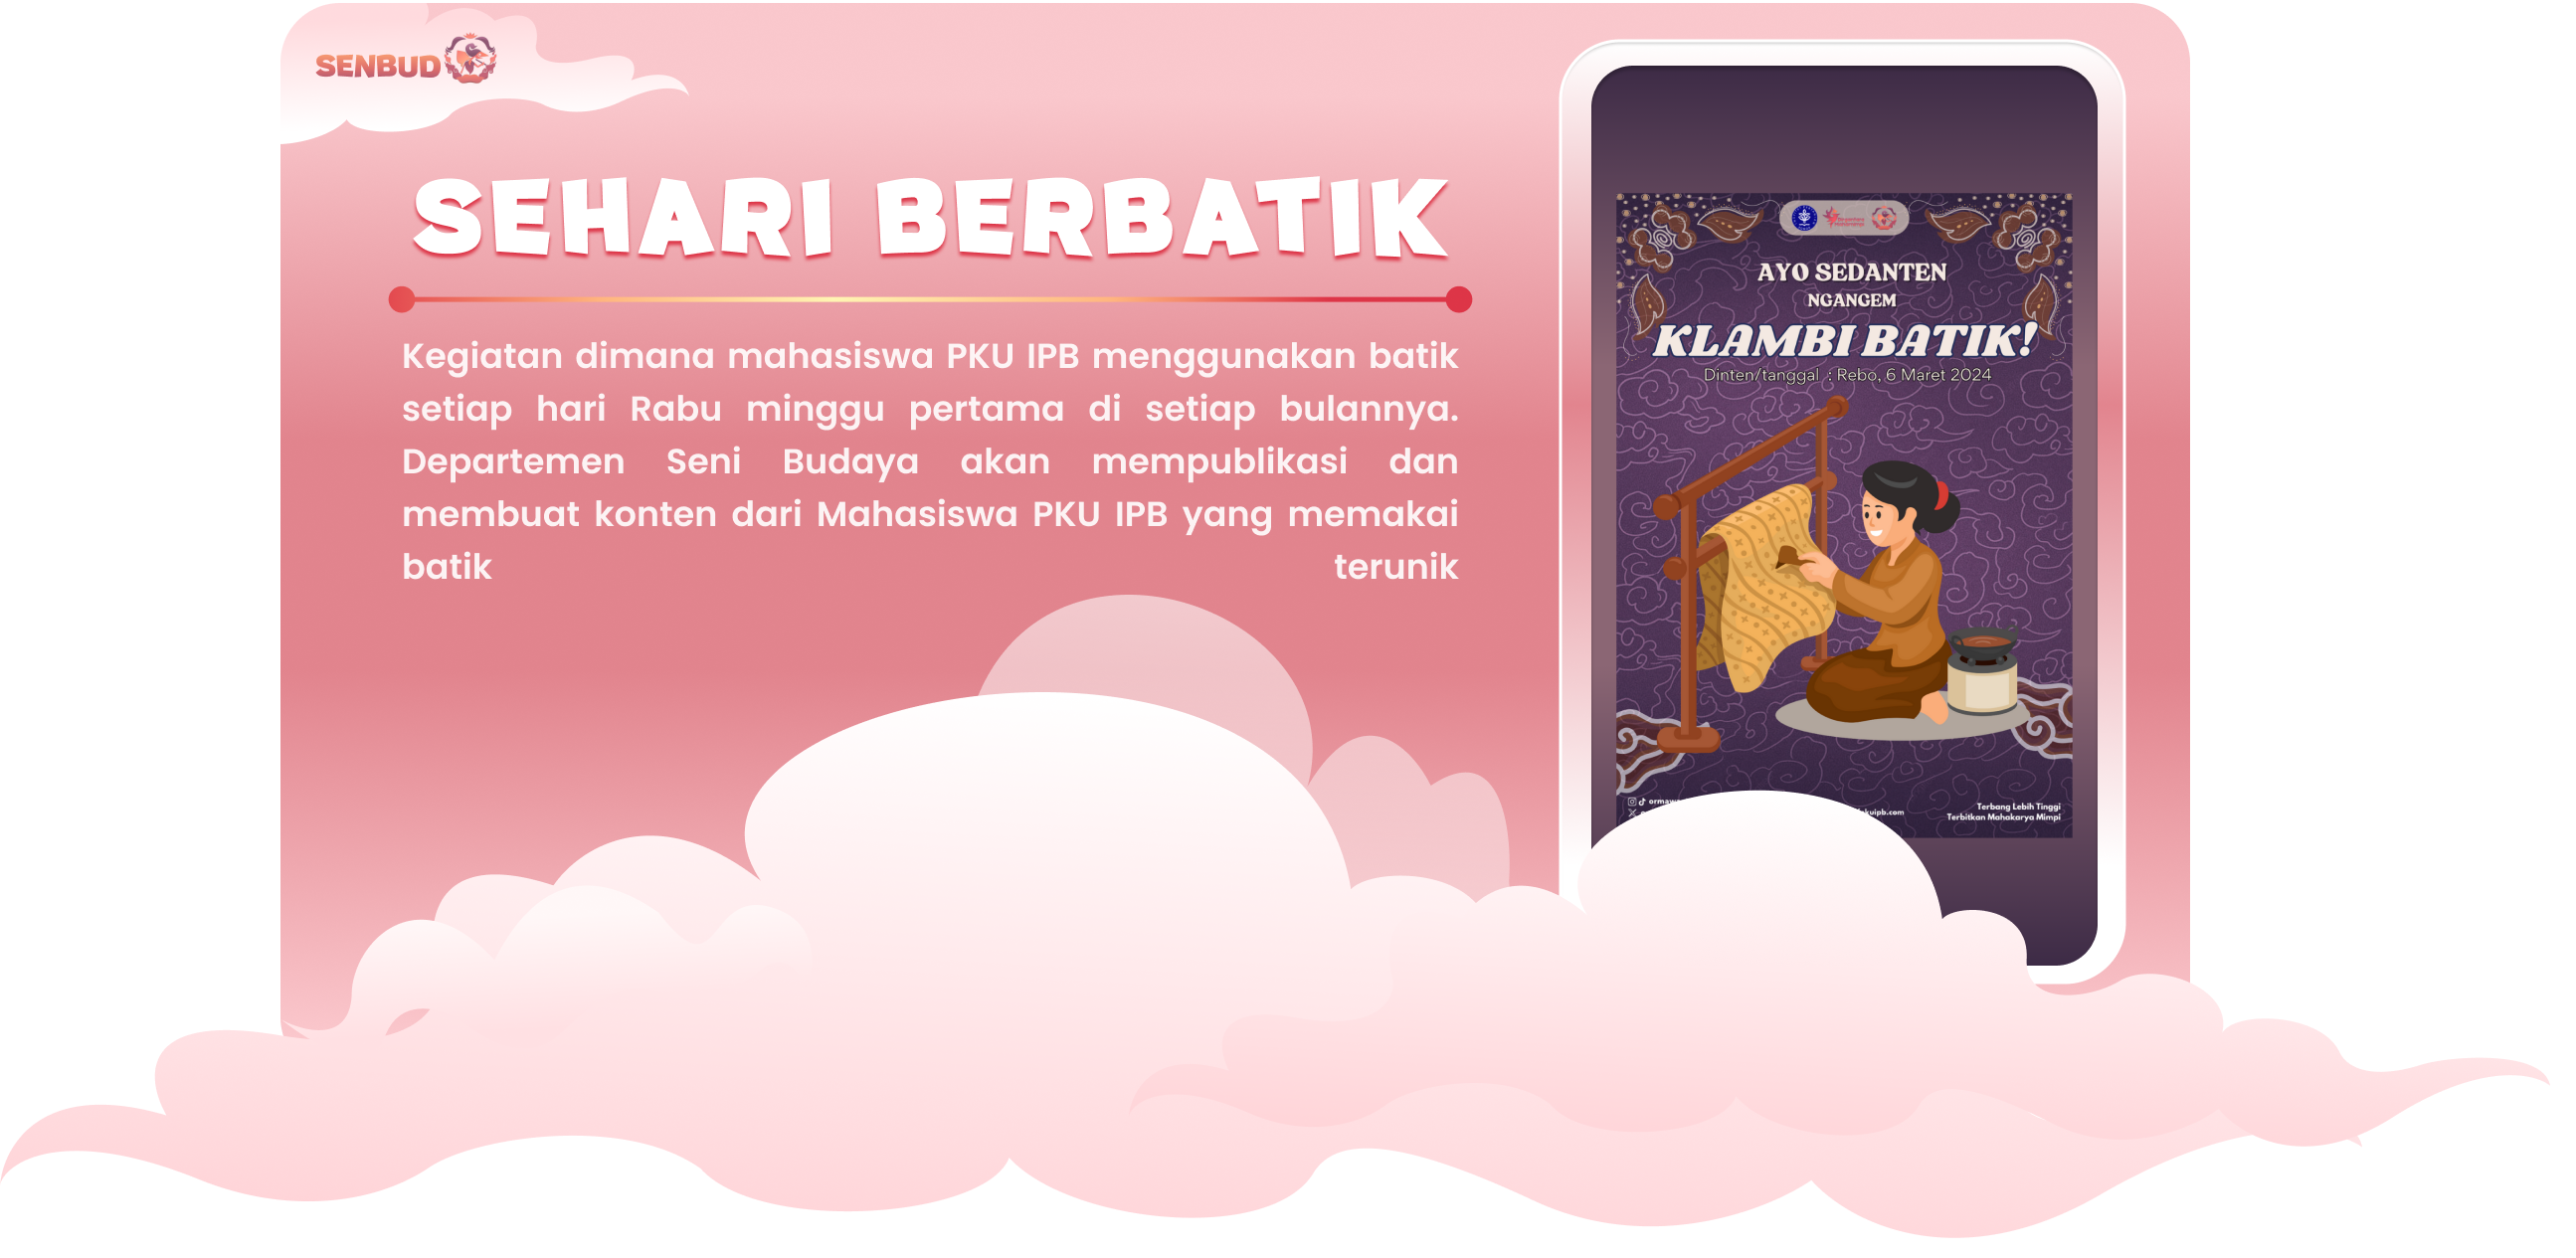 SENBUD
SEHARI BERBATIK
Kegiatan dimana mahasiswa PKU IPB menggunakan batik
setiap hari Rabu minggu pertama di setiap bulannya.
Departemen Seni Budaya akan mempublikasi dan
membuat konten dari Mahasiswa PKU IPB yang memakai
batik terunik
AYO SEDANTEN
NGANGEM
KLAMBI BATIK!
Dinten/tanggal : Rebo, 6 Maret 2024
Terbang Lebih Tinggi
Terbitkan Mahakarya Mimpi